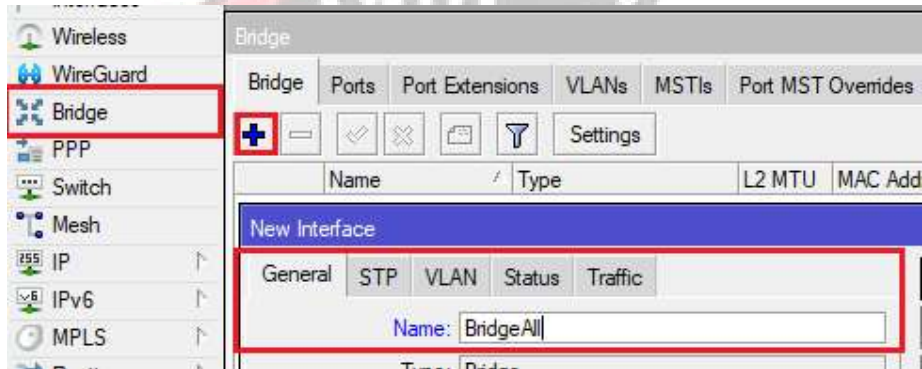 Wireless
WireGuard
Bridge
PPP
Switch
Mesh
IP
IPv6
MPLS
Bridge
Bridge Ports Port Extensions VLANs MSTIs Port MST Overrides
Settings
Name Type L2 MTU MAC Add
New Interface
General STP VLAN Status Traffic
Name: BridgeAll